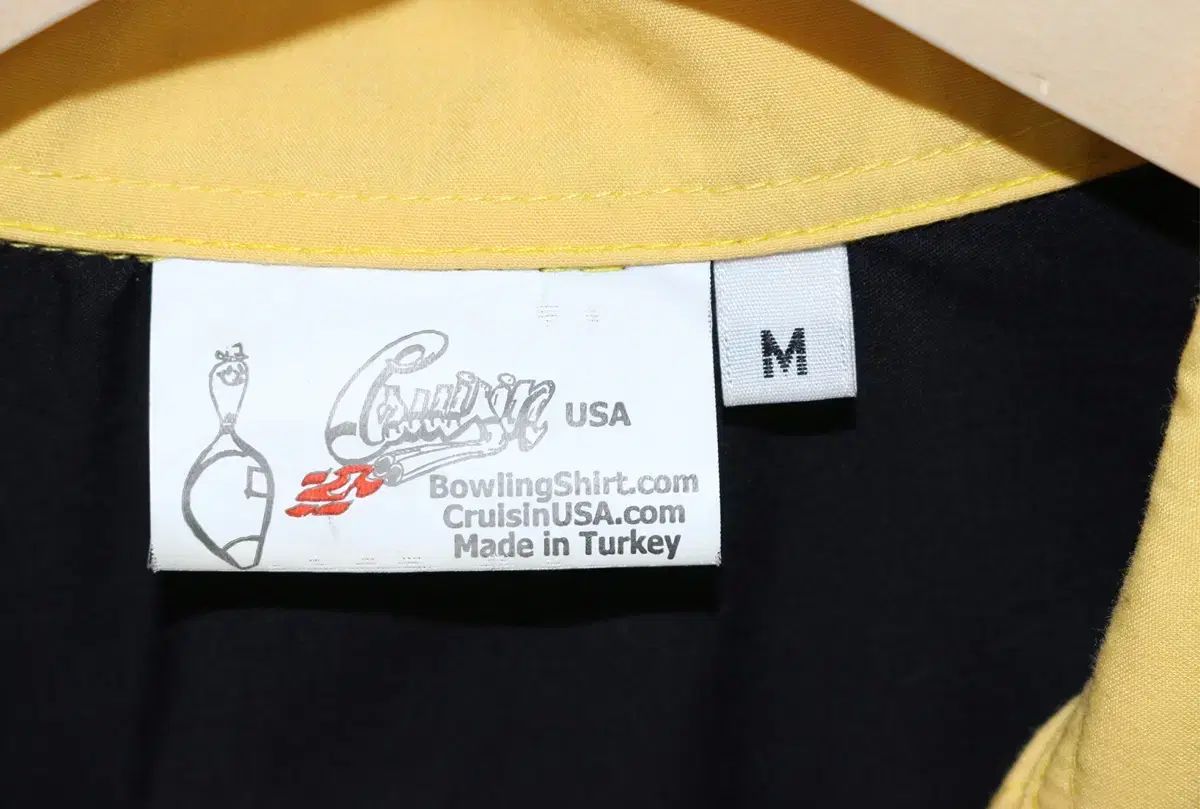 Cruisin USA
BowlingShirt.com
CruisinUSA.com
Made in Turkey
M